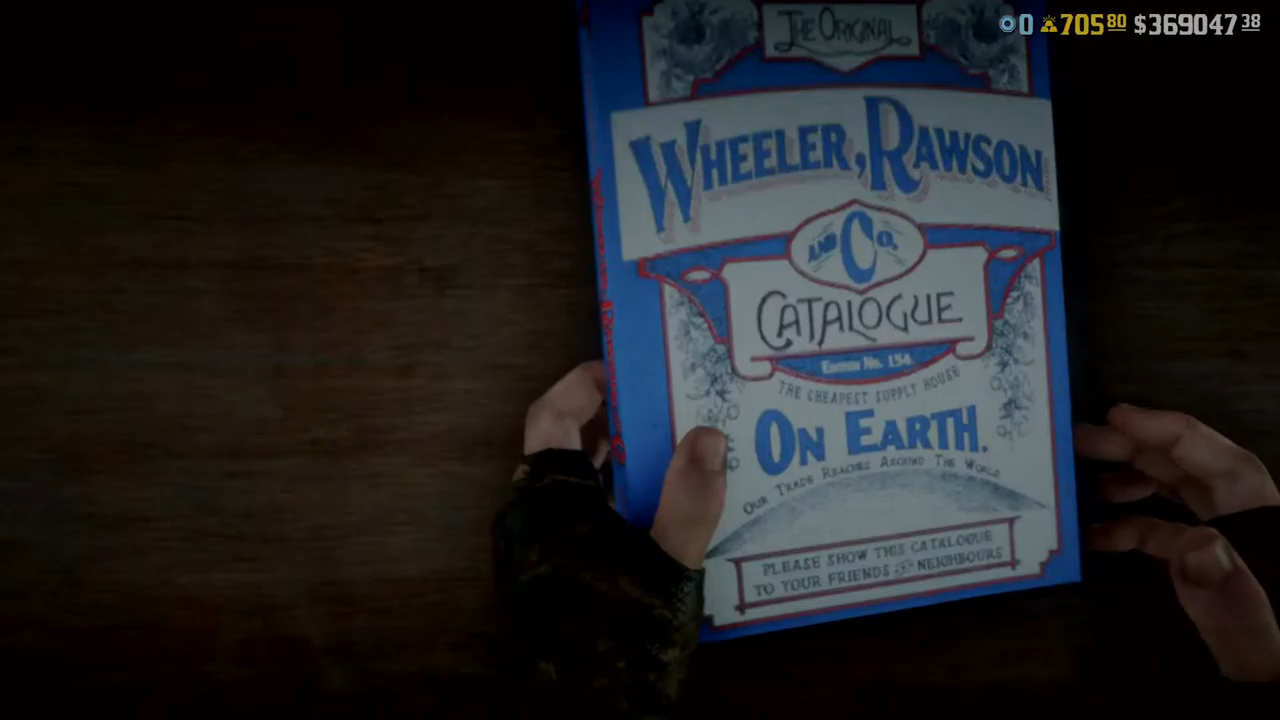 0 705 80 $369047 38
THE ORIGINAL
WHEELER, RAWSON
AND CO.
CATALOGUE
EDITION No. 154
THE CHEAPEST SUPPLY HOUSE
ON EARTH.
OUR TRADE REACHES AROUND THE WORLD
PLEASE SHOW THIS CATALOGUE
TO YOUR FRIENDS AND NEIGHBOURS